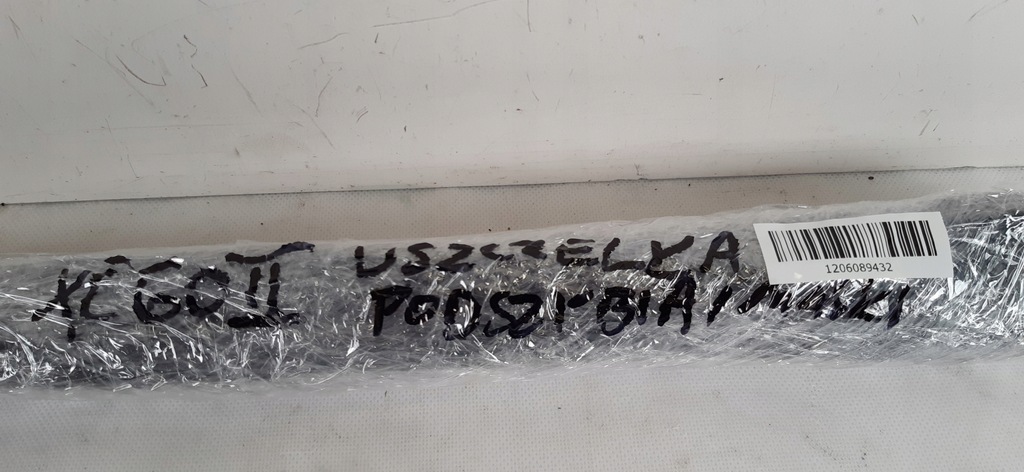 XC60 II USZCZELKA
PODSZYBIA
1206089432